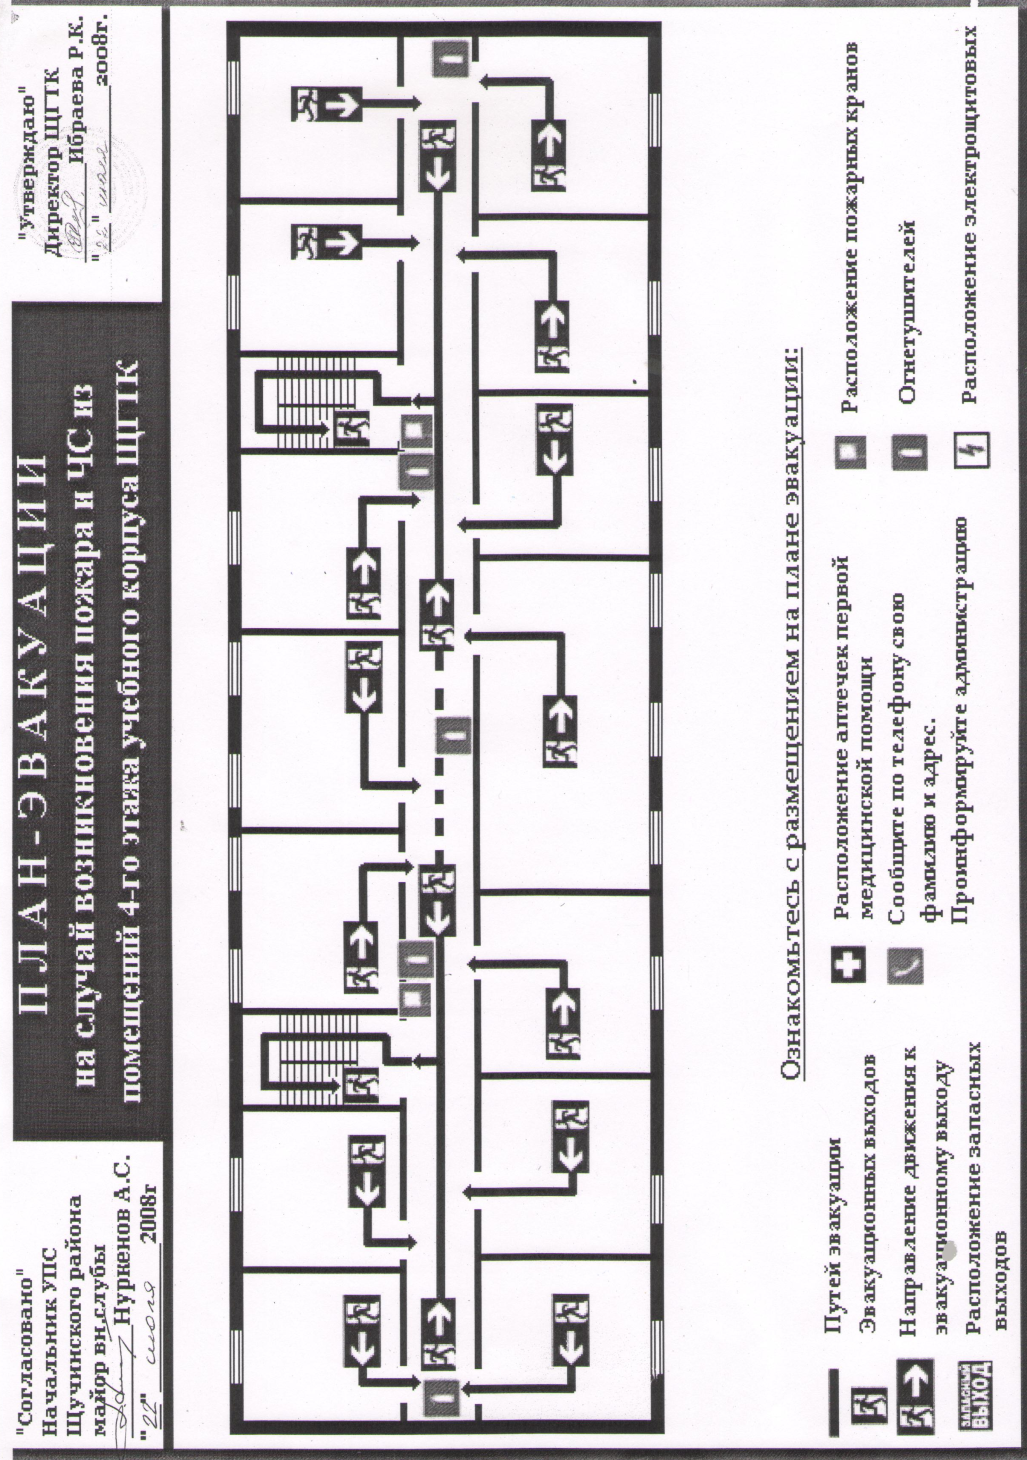 "Согласовано"
Начальник УПС
Щучинского района
майор вн.слубы
Нуркенов А.С.
"22" июля 2008г
ПЛАН-ЭВАКУАЦИИ
на случай возникновения пожара и ЧС из
помещений 4-го этажа учебного корпуса ЩГТК
"Утверждаю"
Директор ЩГТК
Ибраева Р.К.
"22" июля 2008г.
Ознакомьтесь с размещением на плане эвакуации:
Путей эвакуации
Эвакуационных выходов
Направление движения к
эвакуационному выходу
ЗАПАСНЫЙ
ВЫХОД
Расположение запасных
выходов
Расположение аптечек первой
медицинской помощи
Сообщите по телефону свою
фамилию и адрес.
Проинформируйте администрацию
Расположение пожарных кранов
Огнетушителей
Расположение электрощитовых